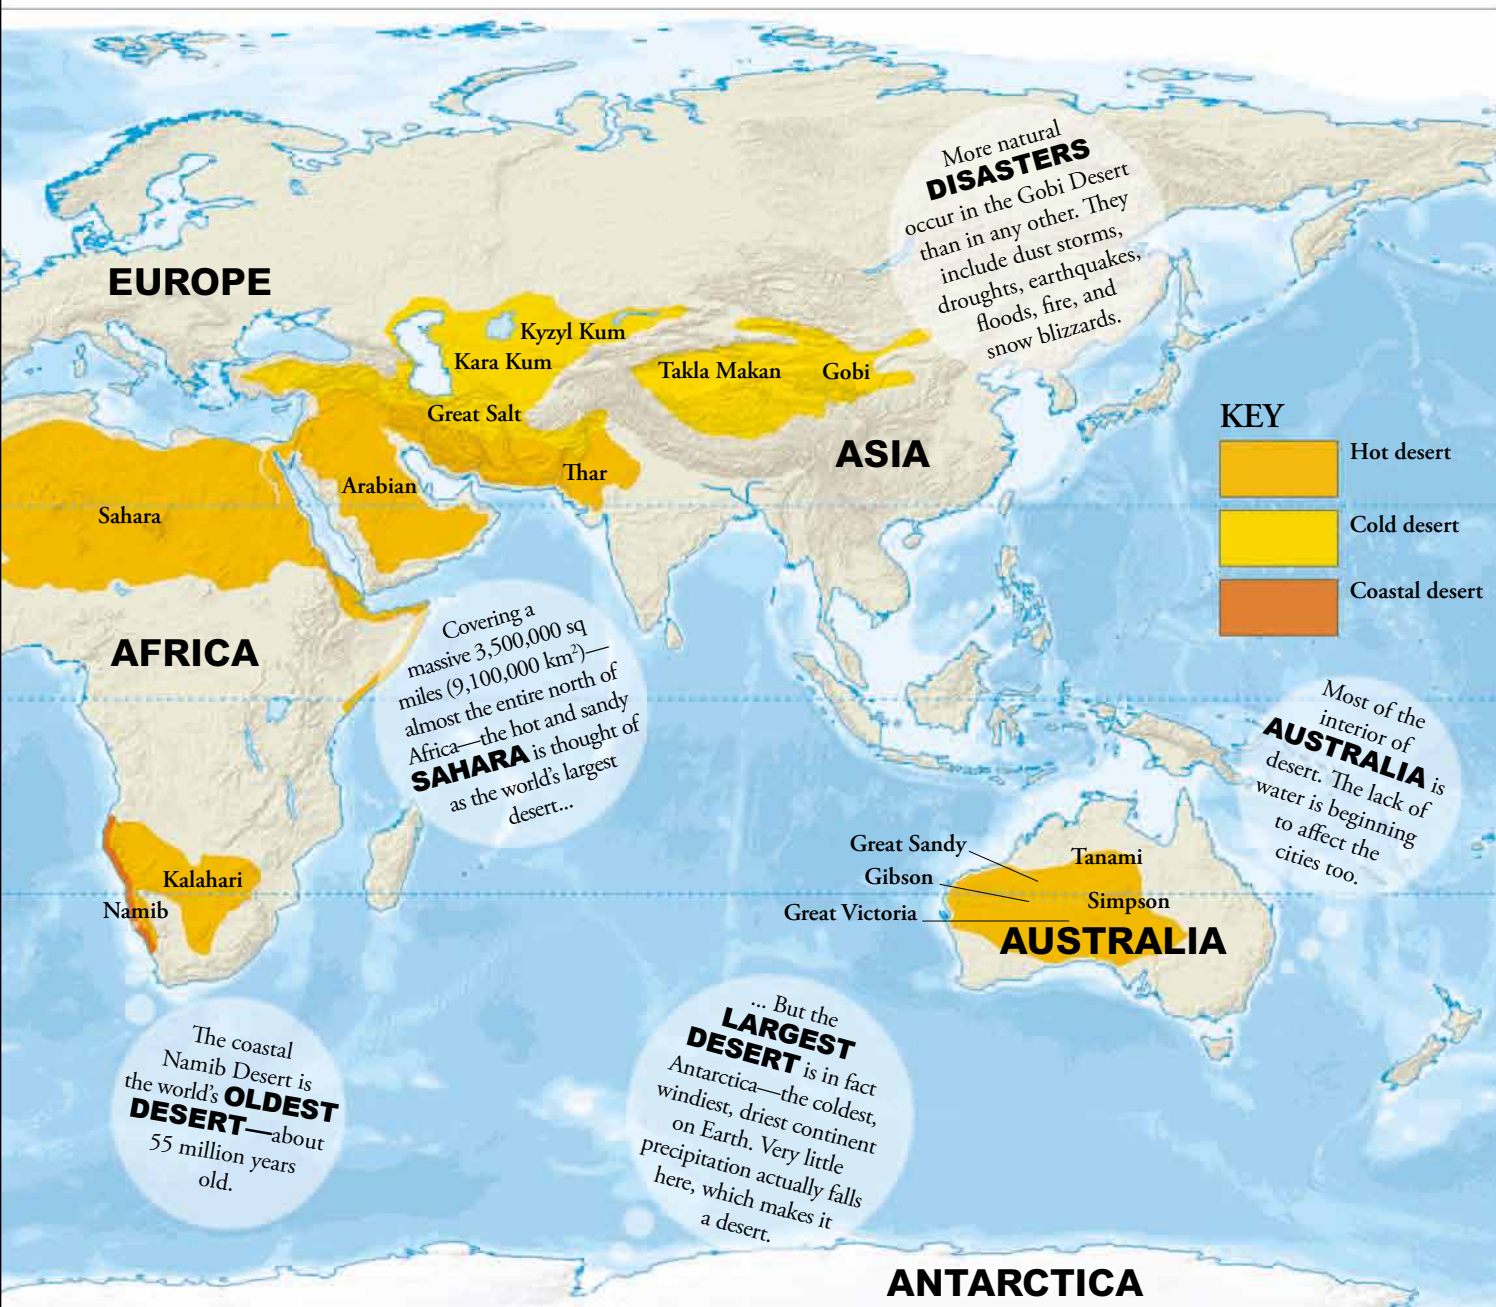 More natural
DISASTERS
occur in the Gobi Desert
than in any other. They
include dust storms,
droughts, earthquakes,
floods, fire, and
snow blizzards.
EUROPE
Kyzyl Kum
Kara Kum
Takla Makan
Gobi
Great Salt
ASIA
Thar
Arabian
Sahara
KEY
Hot desert
Cold desert
Coastal desert
AFRICA
Covering a
massive 3,500,000 sq
miles (9,100,000 km²)—
almost the entire north of
Africa—the hot and sandy
SAHARA is thought of
as the world's largest
desert...
Most of the
interior of
AUSTRALIA is
desert. The lack of
water is beginning
to affect the
cities too.
Great Sandy
Tanami
Gibson
Simpson
Great Victoria
AUSTRALIA
Kalahari
Namib
The coastal
Namib Desert is
the world's OLDEST
DESERT—about
55 million years
old.
... But the
LARGEST
DESERT is in fact
Antarctica—the coldest,
windiest, driest continent
on Earth. Very little
precipitation actually falls
here, which makes it
a desert.
ANTARCTICA